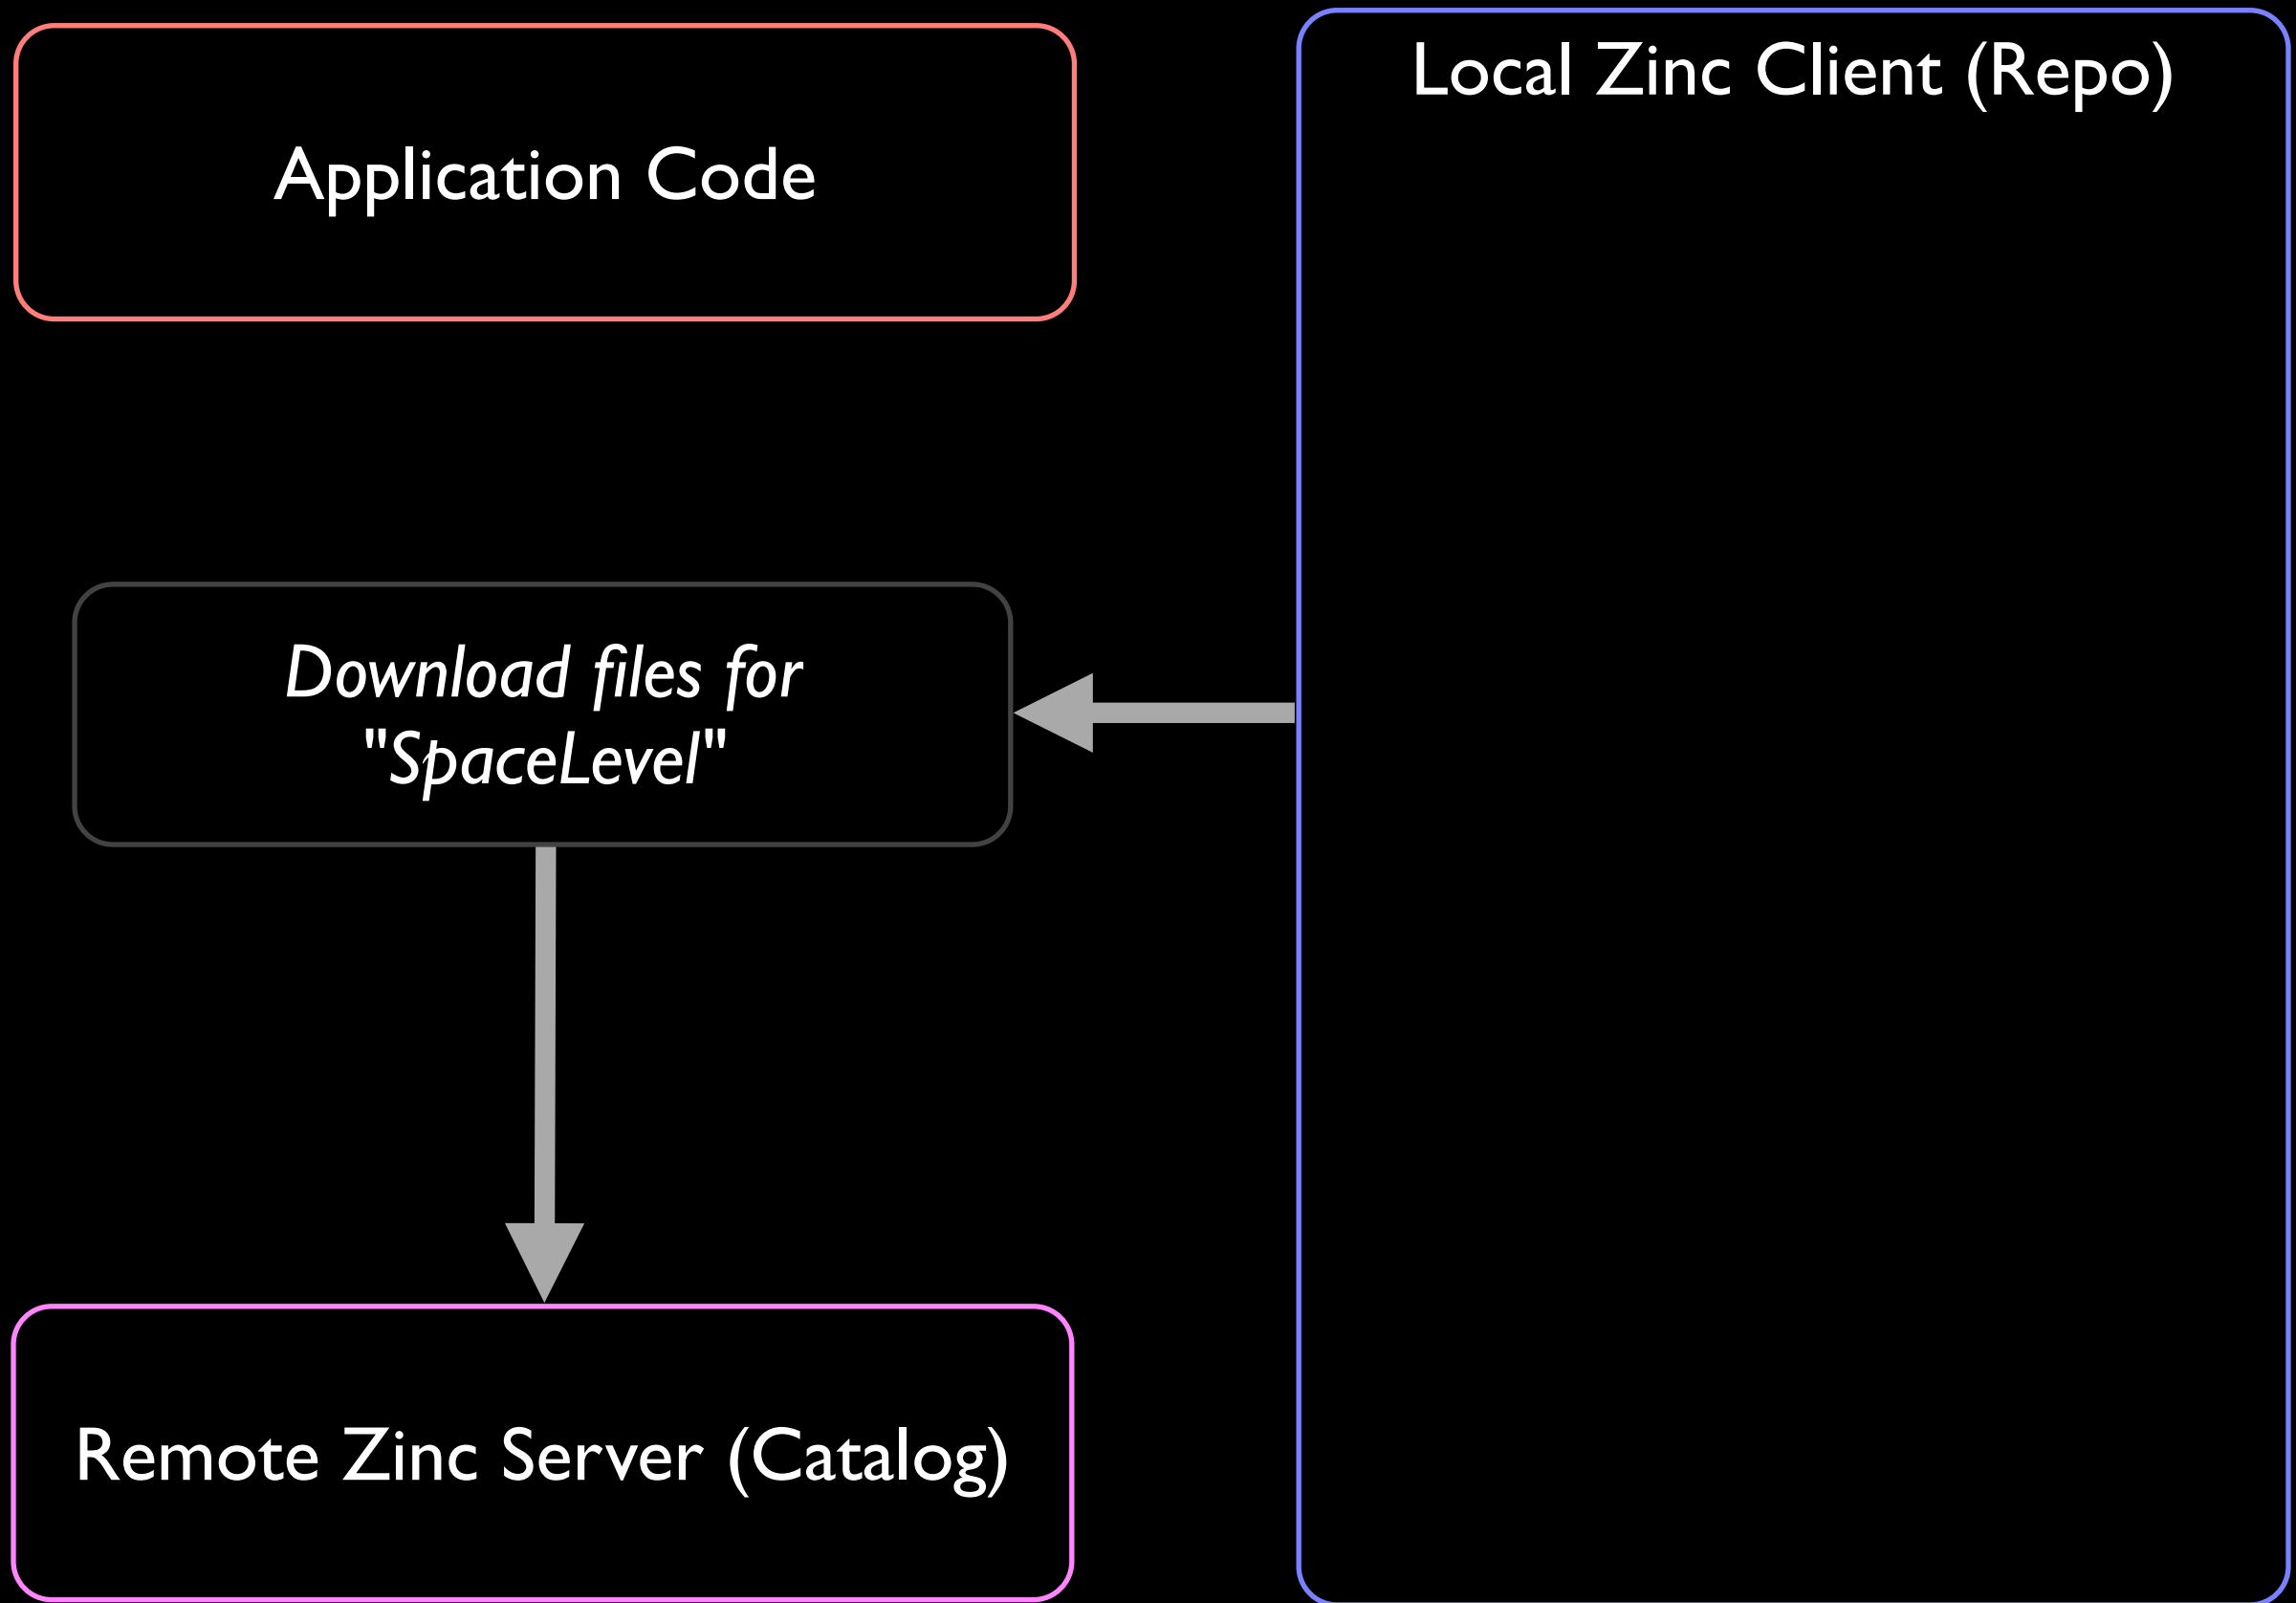 Local Zinc Client (Repo)
Application Code
Download files for
"SpaceLevel"
Remote Zinc Server (Catalog)